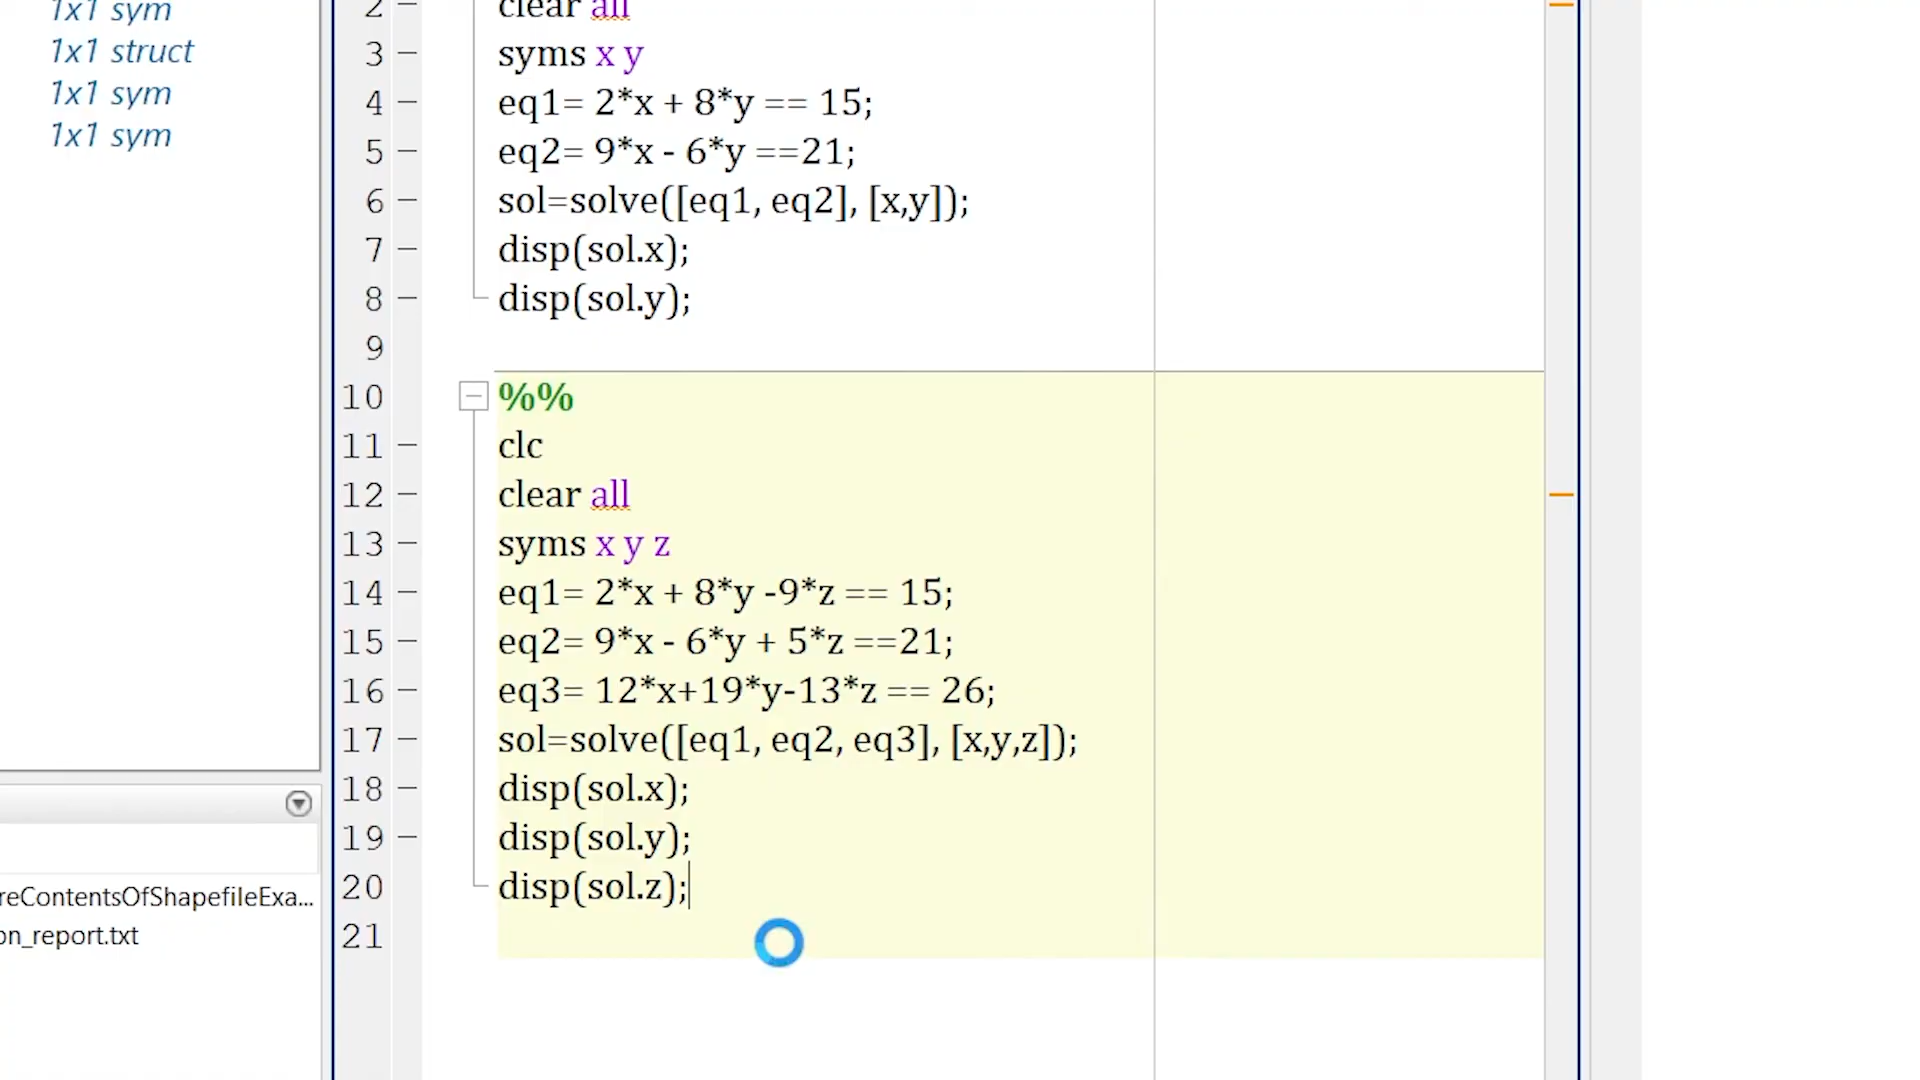 1x1 sym
1x1 struct
1x1 sym
1x1 sym
2 clear all
3 syms x y
4 eq1= 2*x + 8*y == 15;
5 eq2= 9*x - 6*y ==21;
6 sol=solve([eq1, eq2], [x,y]);
7 disp(sol.x);
8 disp(sol.y);
9
10 %%
11 clc
12 clear all
13 syms x y z
14 eq1= 2*x + 8*y -9*z == 15;
15 eq2= 9*x - 6*y + 5*z ==21;
16 eq3= 12*x+19*y-13*z == 26;
17 sol=solve([eq1, eq2, eq3], [x,y,z]);
18 disp(sol.x);
19 disp(sol.y);
20 disp(sol.z);
21
reContentsOfShapefileExa...
on_report.txt